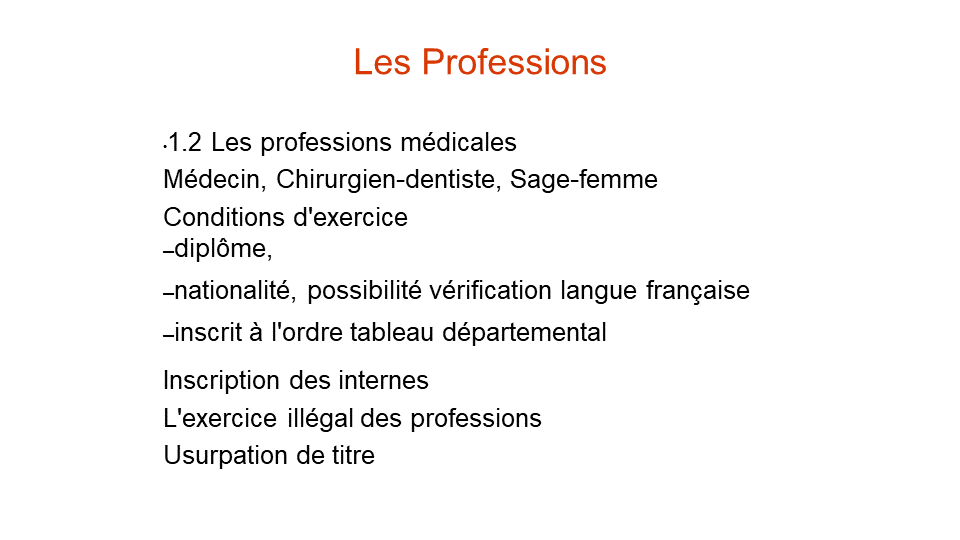 Les Professions
•1.2 Les professions médicales
Médecin, Chirurgien-dentiste, Sage-femme
Conditions d'exercice
–diplôme,
–nationalité, possibilité vérification langue française
–inscrit à l'ordre tableau départemental
Inscription des internes
L'exercice illégal des professions
Usurpation de titre